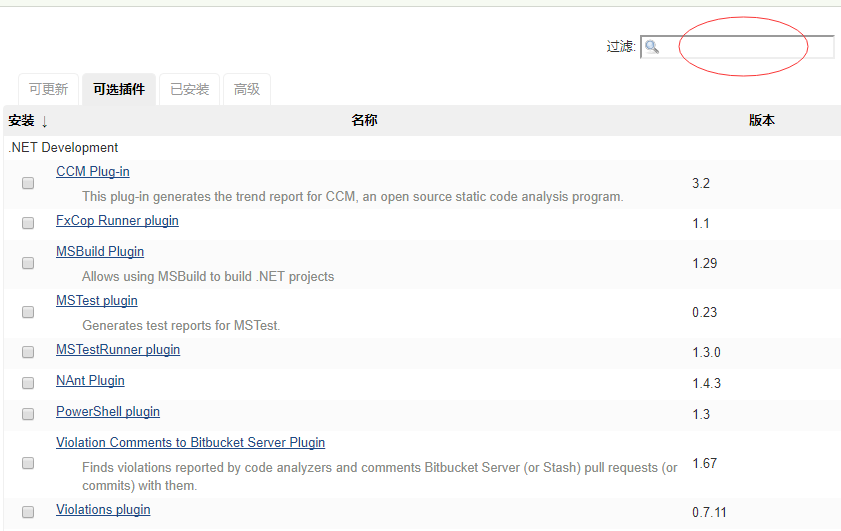 过滤:
可更新 可选插件 已安装 高级
安装 ↓ 名称 版本
.NET Development
CCM Plug-in
This plug-in generates the trend report for CCM, an open source static code analysis program.
3.2
FxCop Runner plugin
1.1
MSBuild Plugin
Allows using MSBuild to build .NET projects
1.29
MSTest plugin
Generates test reports for MSTest.
0.23
MSTestRunner plugin
1.3.0
NAnt Plugin
1.4.3
PowerShell plugin
1.3
Violation Comments to Bitbucket Server Plugin
Finds violations reported by code analyzers and comments Bitbucket Server (or Stash) pull requests (or
commits) with them.
1.67
Violations plugin
0.7.11